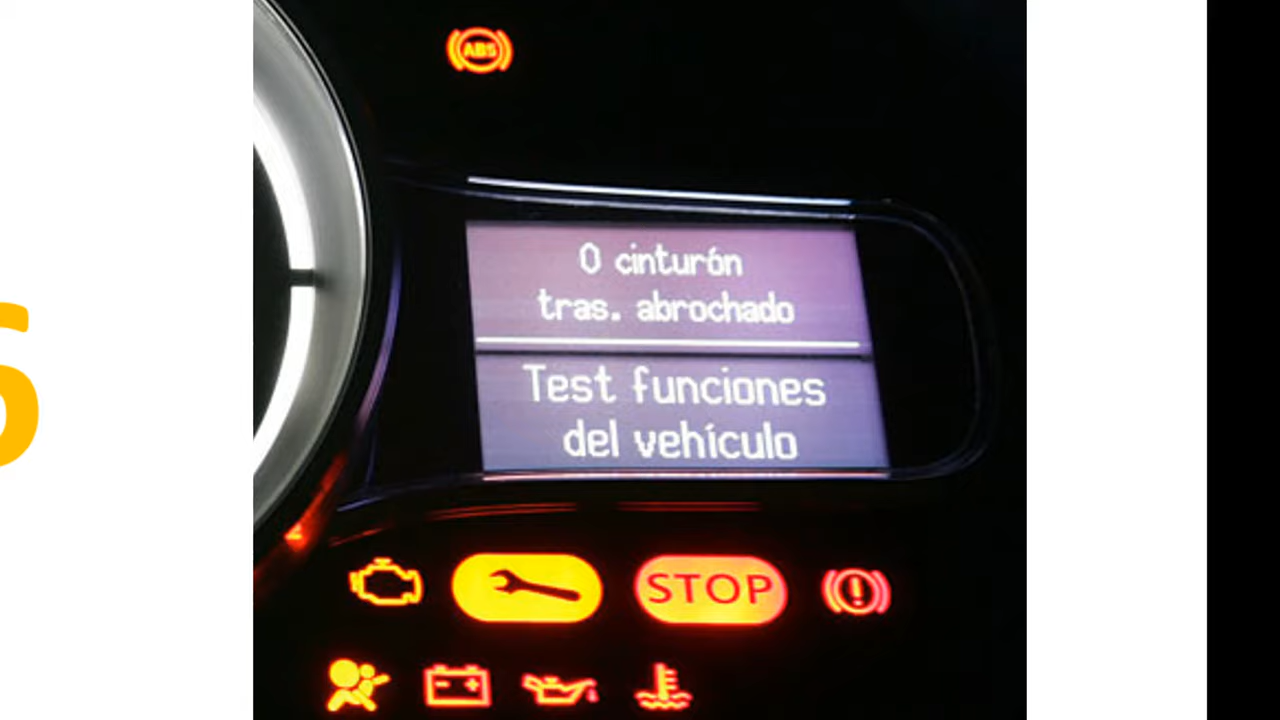 ABS
0 cinturón
tras. abrochado
Test funciones
del vehículo
STOP